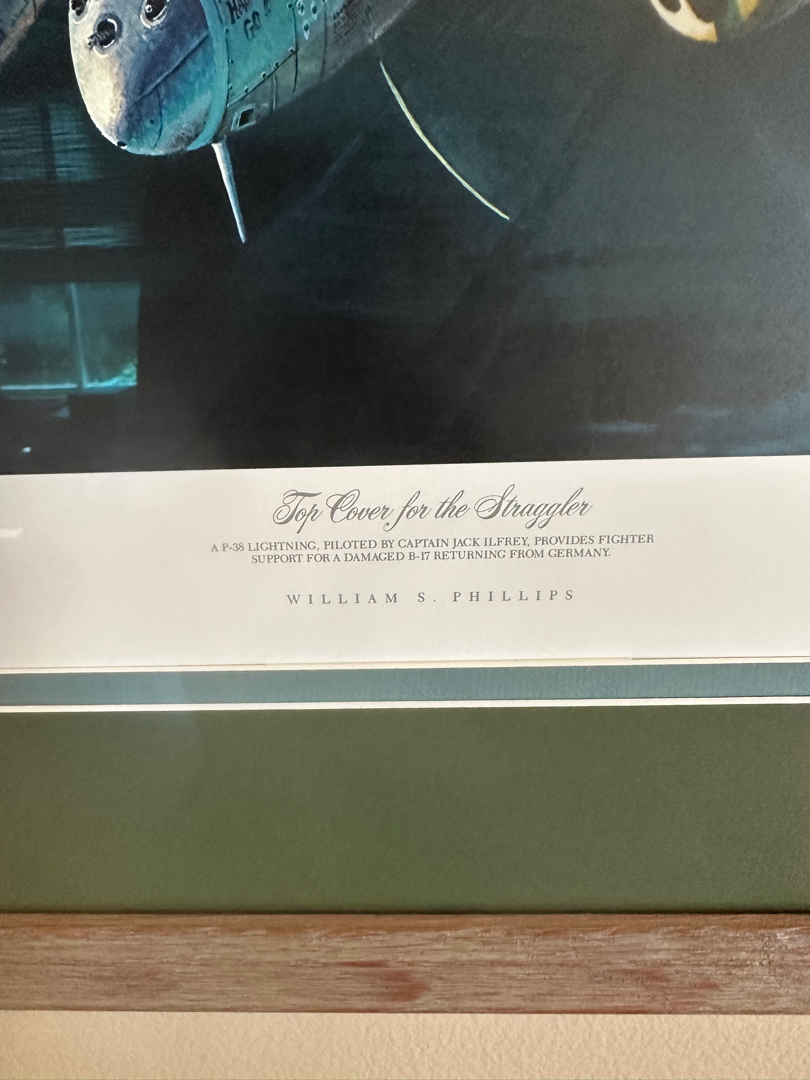 GO
Top Cover for the Straggler
A P-38 LIGHTNING, PILOTED BY CAPTAIN JACK ILFREY, PROVIDES FIGHTER
SUPPORT FOR A DAMAGED B-17 RETURNING FROM GERMANY.
WILLIAM S. PHILLIPS